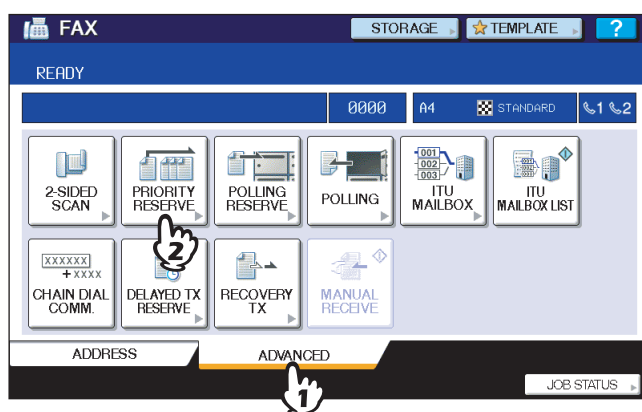 FAX
STORAGE
TEMPLATE
?
READY
0000
A4
STANDARD
1
2
2-SIDED
SCAN
PRIORITY
RESERVE
POLLING
RESERVE
POLLING
001
002
003
ITU
MAILBOX
ITU
MAILBOX LIST
2
XXXXXX
+XXXX
CHAIN DIAL
COMM.
DELAYED TX
RESERVE
RECOVERY
TX
MANUAL
RECEIVE
ADDRESS
ADVANCED
1
JOB STATUS